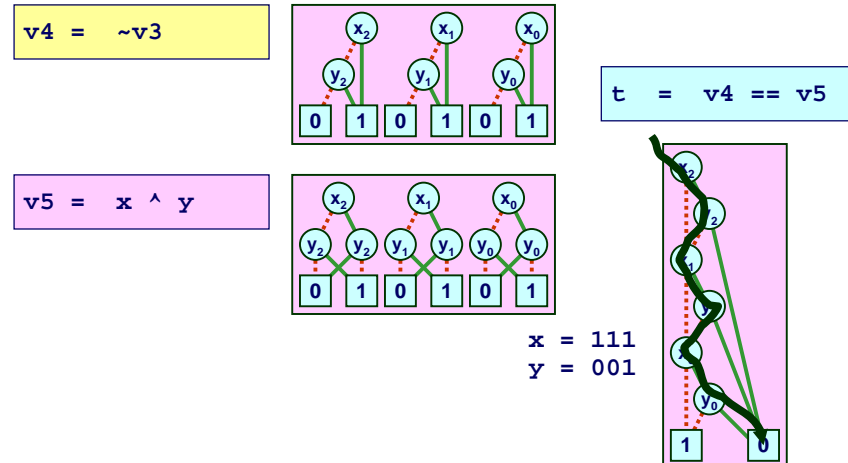 v4 = ~v3
x2 x1 x0
y2 y1 y0
0 1 0 1 0 1
t = v4 == v5
v5 = x ^ y
x2 x1 x0
y2 y2 y1 y1 y0 y0
0 1 0 1 0 1
x = 111
y = 001
x2
y2
x1
y
x
y0
1 0